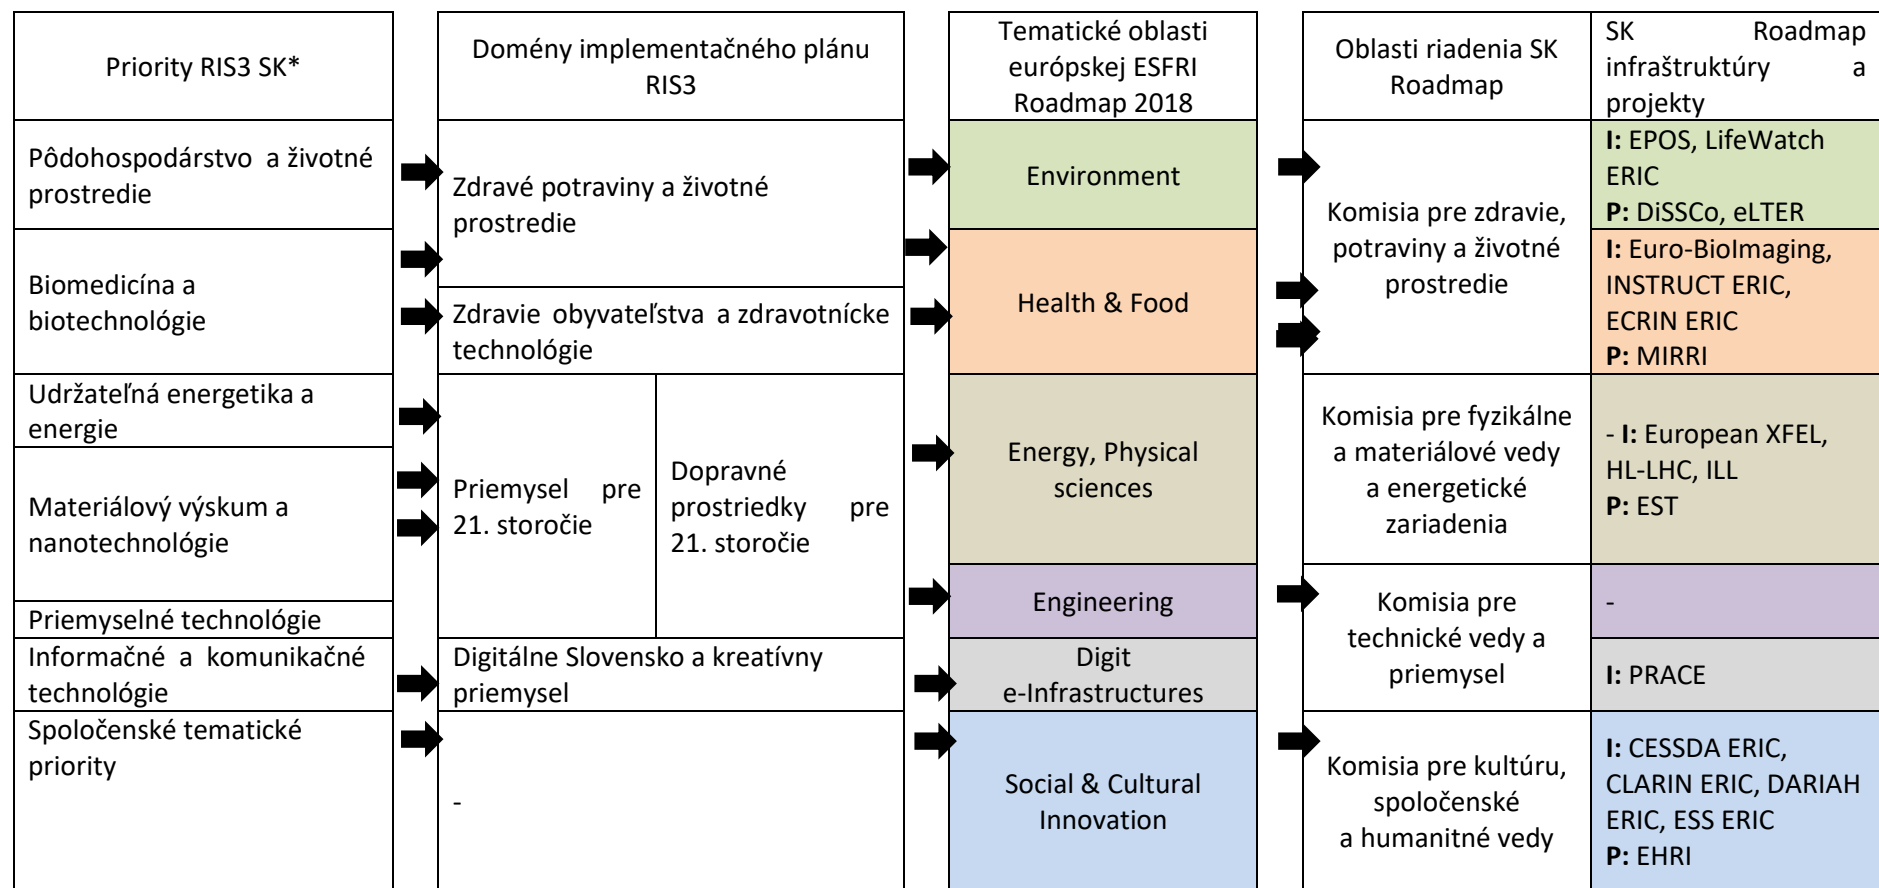 Priority RIS3 SK*
Domény implementačného plánu
RIS3
Tematické oblasti
európskej ESFRI
Roadmap 2018
Oblasti riadenia SK
Roadmap
SK Roadmap
infraštruktúry a
projekty
Pôdohospodárstvo a životné
prostredie
Biomedicína a
biotechnológie
Udržateľná energetika a
energie
Materiálový výskum a
nanotechnológie
Priemyselné technológie
Informačné a komunikačné
technológie
Spoločenské tematické
priority
Zdravé potraviny a životné
prostredie
Zdravie obyvateľstva a zdravotnícke
technológie
Priemysel pre
21. storočie
Dopravné
prostriedky pre
21. storočie
Digitálne Slovensko a kreatívny
priemysel
-
Environment
Health & Food
Energy, Physical
sciences
Engineering
Digit
e-Infrastructures
Social & Cultural
Innovation
Komisia pre zdravie,
potraviny a životné
prostredie
Komisia pre fyzikálne
a materiálové vedy
a energetické
zariadenia
Komisia pre
technické vedy a
priemysel
Komisia pre kultúru,
spoločenské
a humanitné vedy
I: EPOS, LifeWatch
ERIC
P: DiSSCo, eLTER
I: Euro-BioImaging,
INSTRUCT ERIC,
ECRIN ERIC
P: MIRRI
- I: European XFEL,
HL-LHC, ILL
P: EST
-
I: PRACE
I: CESSDA ERIC,
CLARIN ERIC, DARIAH
ERIC, ESS ERIC
P: EHRI